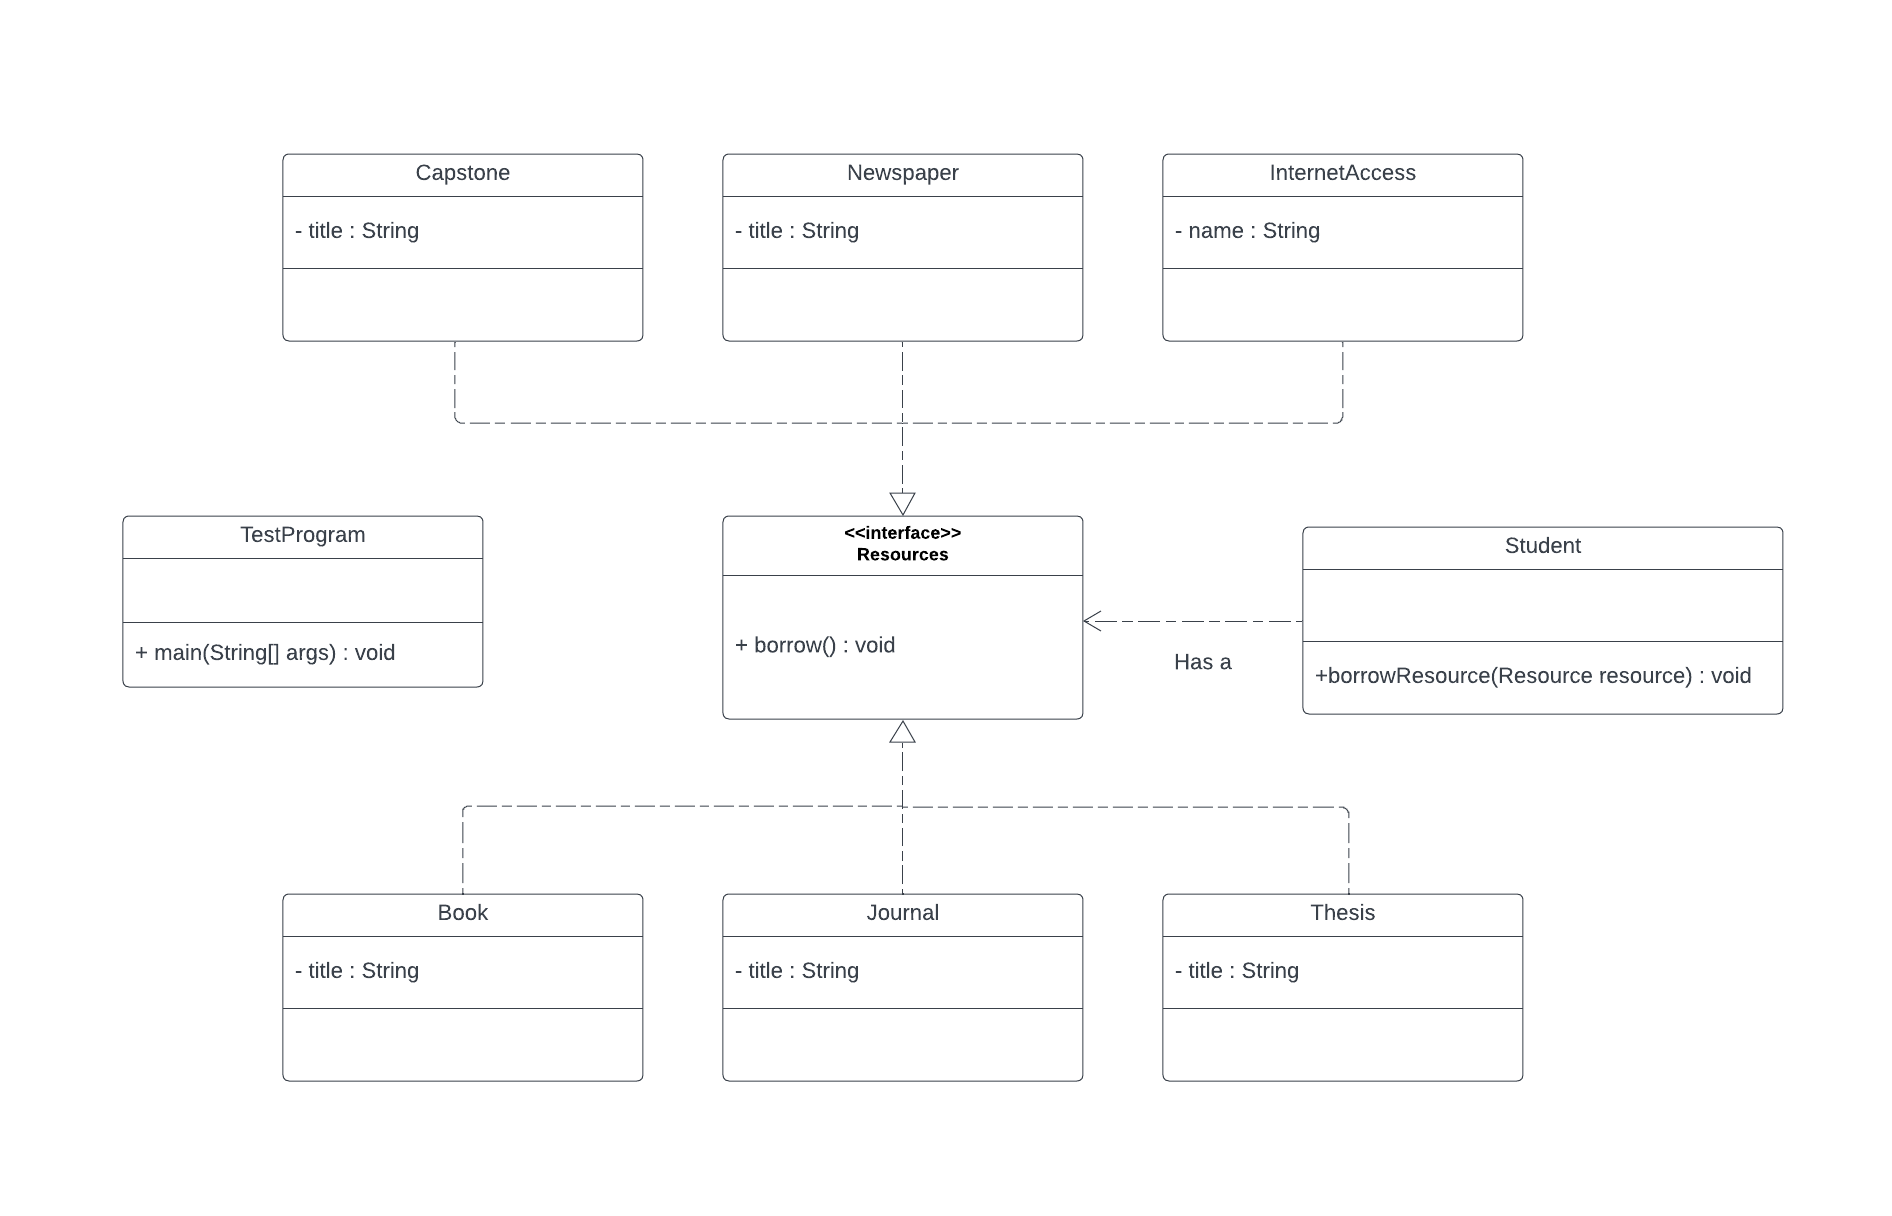 Capstone
- title : String
Newspaper
- title : String
InternetAccess
- name : String
TestProgram
+ main(String[] args) : void
<<interface>>
Resources
+ borrow() : void
Has a
Student
+borrowResource(Resource resource) : void
Book
- title : String
Journal
- title : String
Thesis
- title : String